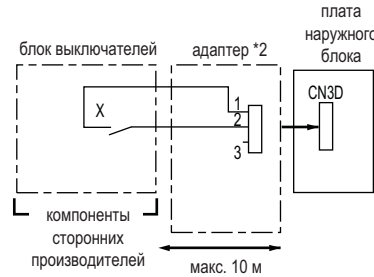 плата
наружного
блока
блок выключателей
адаптер *2
CN3D
X
1
2
3
компоненты
сторонних
производителей
макс. 10 м